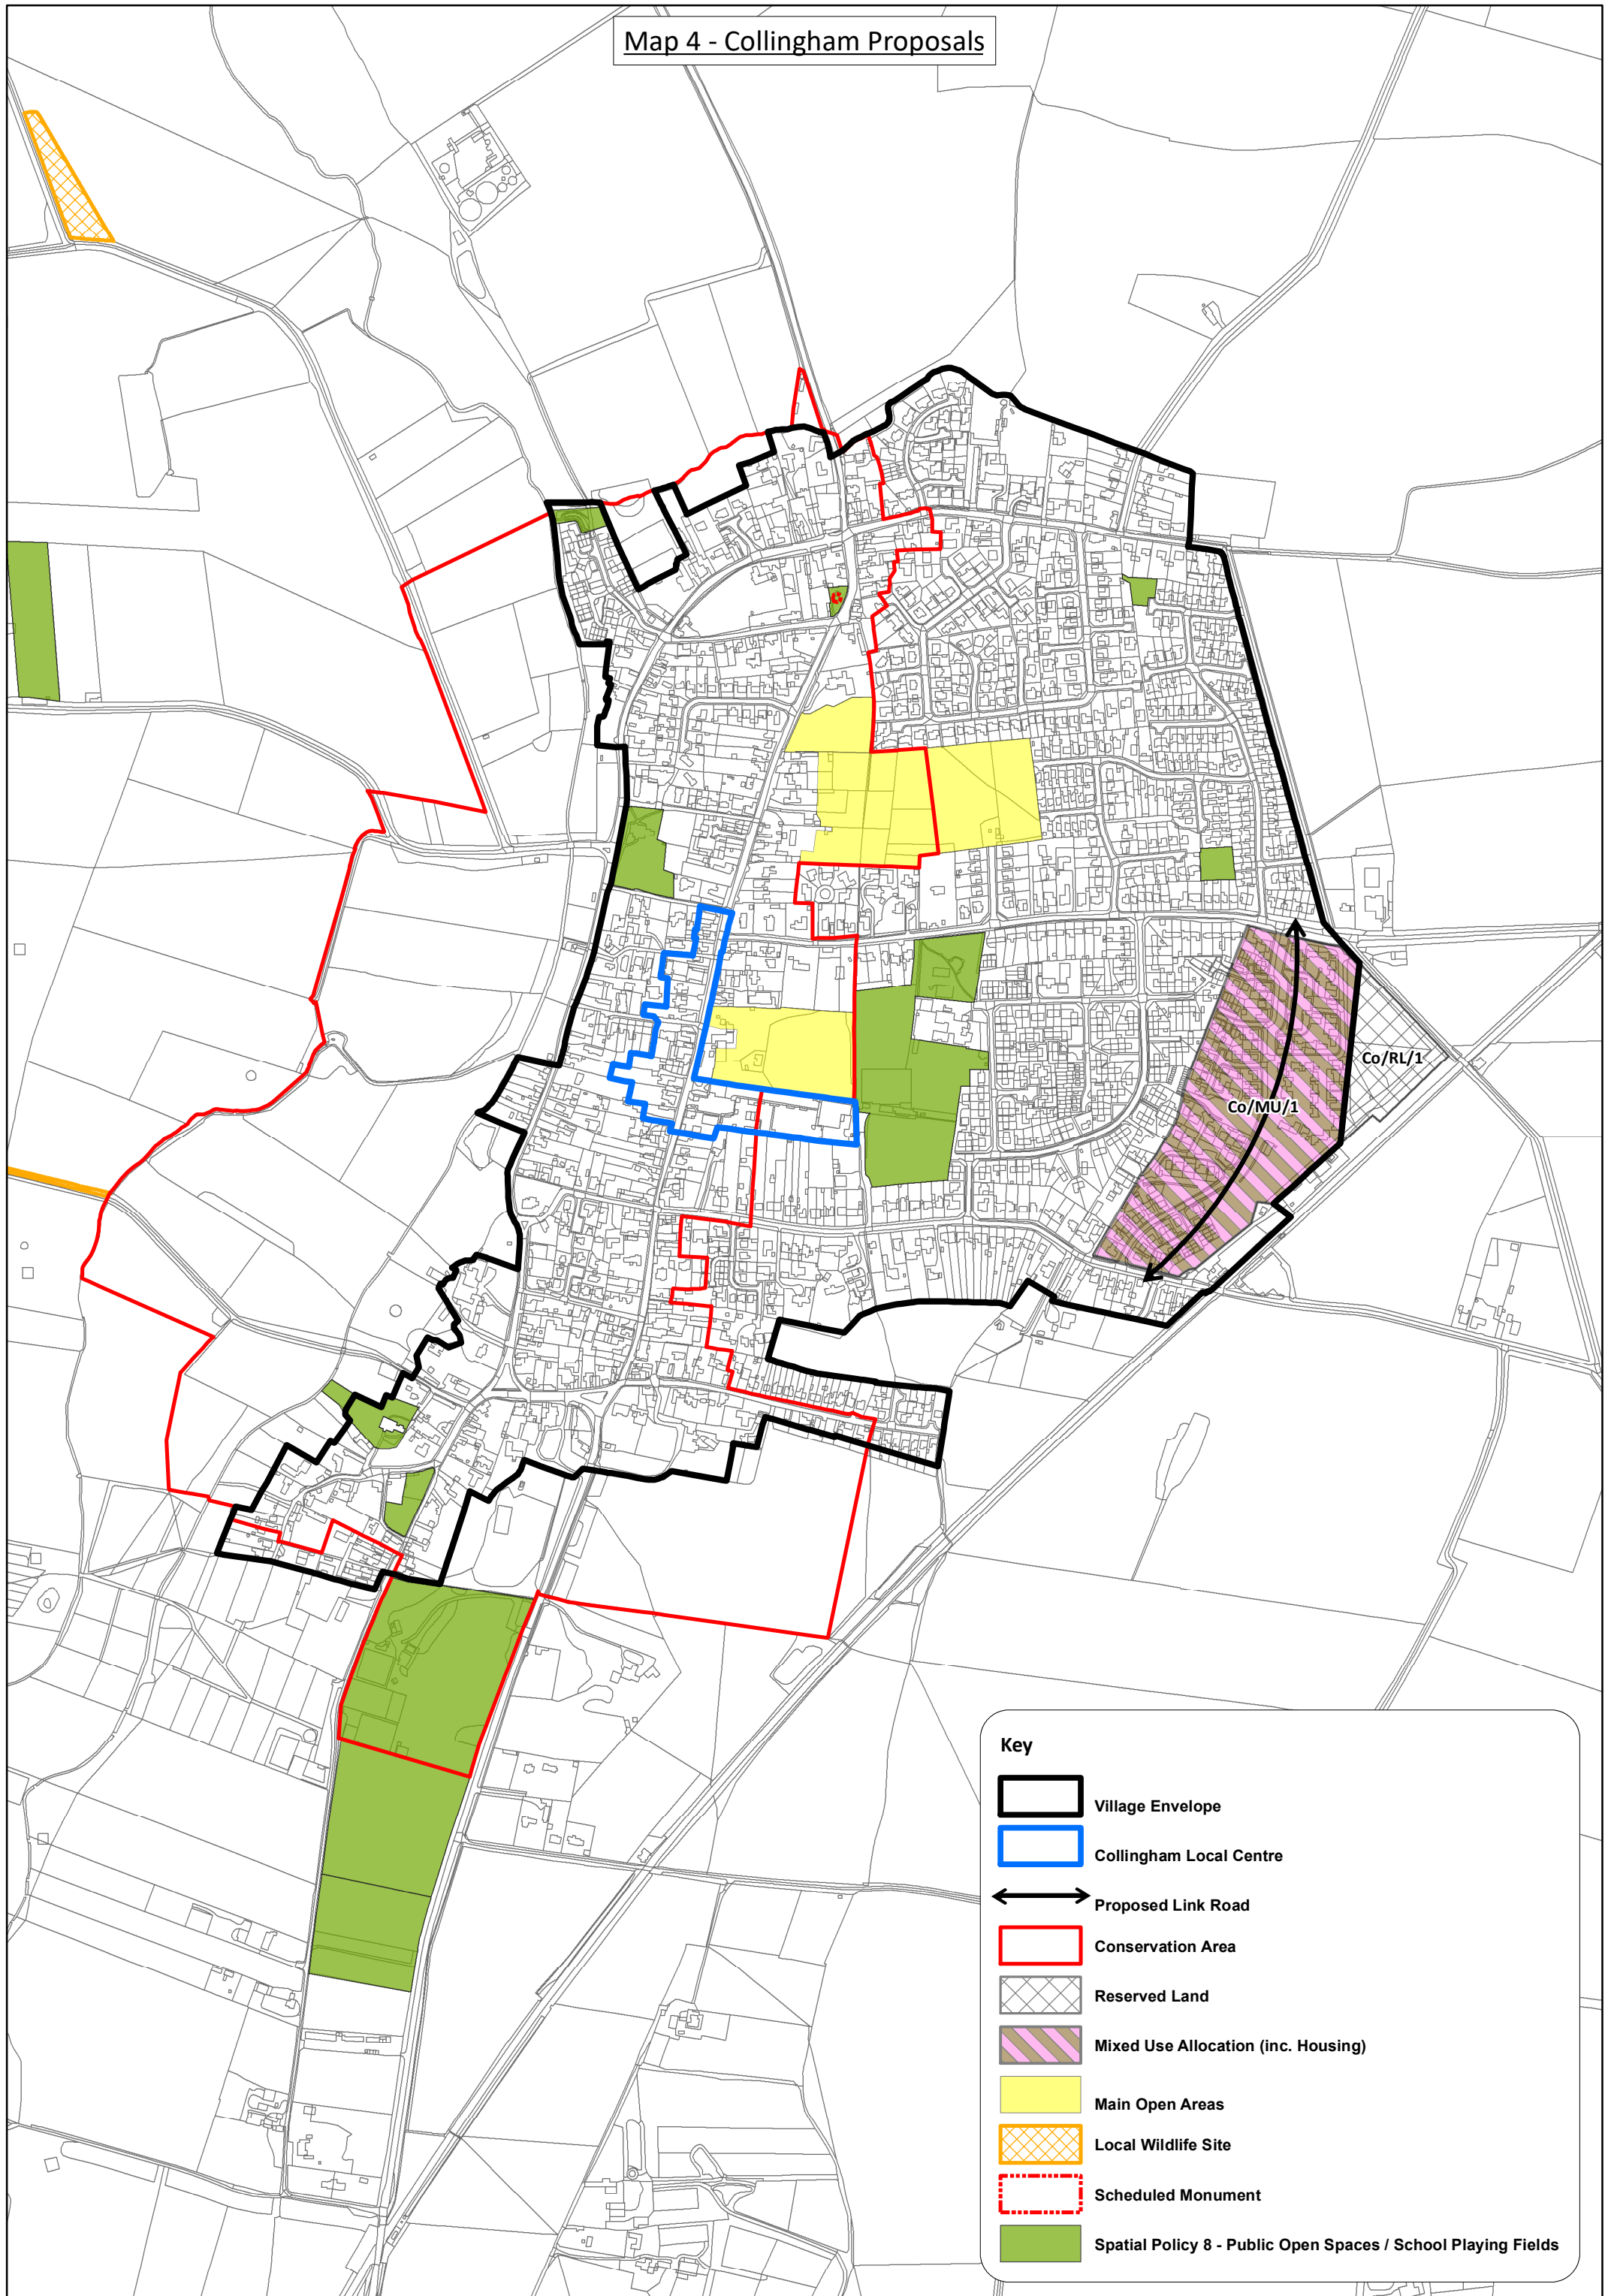 Map 4 - Collingham Proposals
Co/RL/1
Co/MU/1
Key
Village Envelope
Collingham Local Centre
Proposed Link Road
Conservation Area
Reserved Land
Mixed Use Allocation (inc. Housing)
Main Open Areas
Local Wildlife Site
Scheduled Monument
Spatial Policy 8 - Public Open Spaces / School Playing Fields